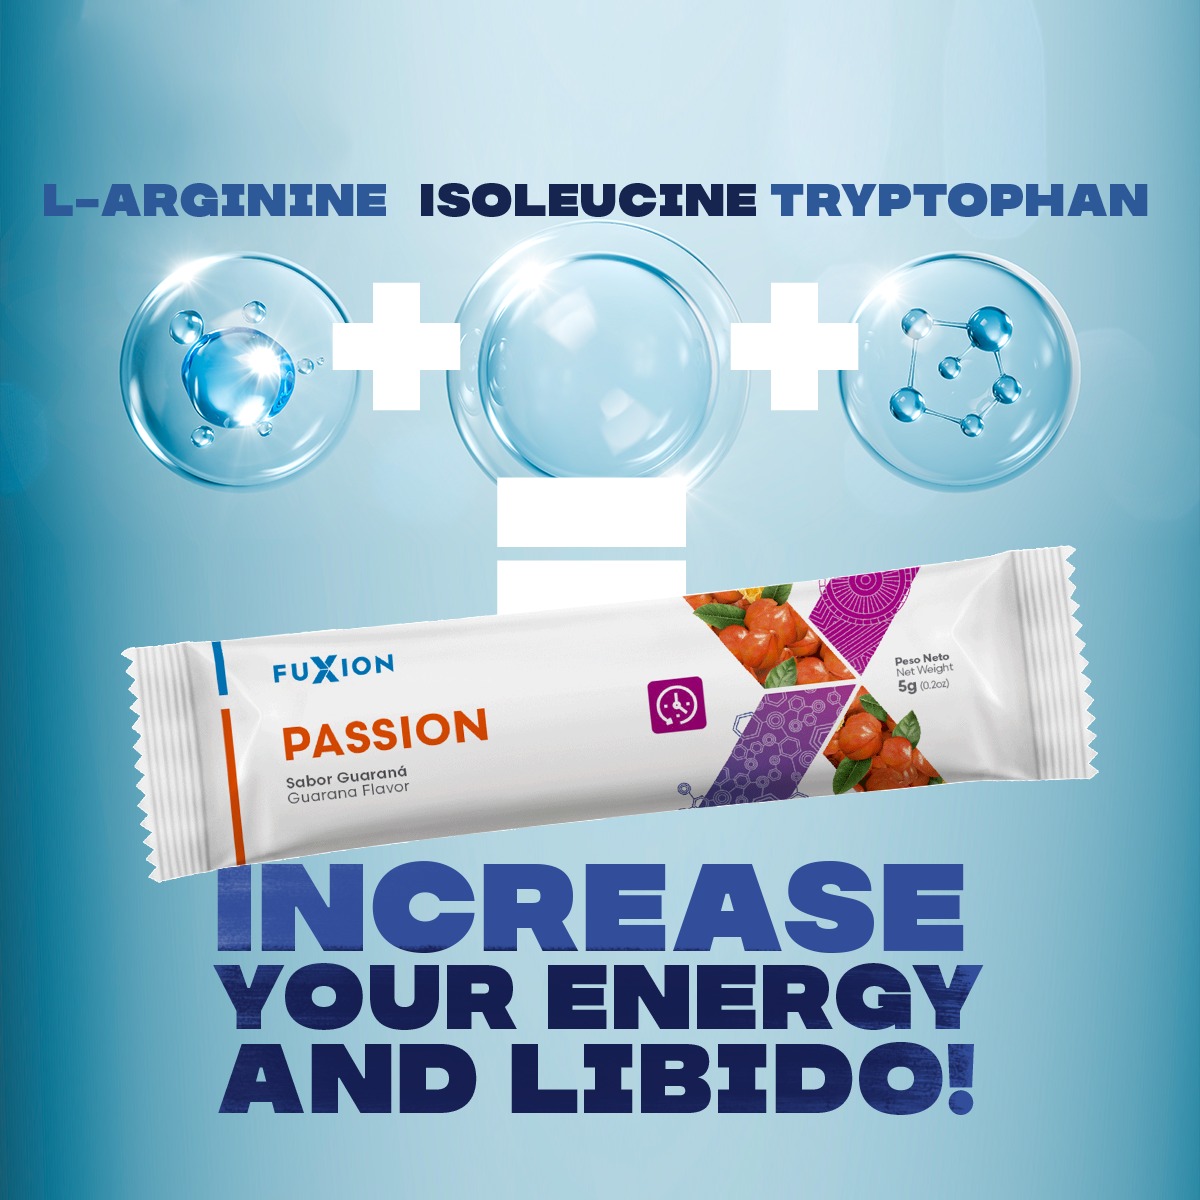 L-ARGININE ISOLEUCINE TRYPTOPHAN
FUXION
PASSION
Sabor Guaraná
Guarana Flavor
Peso Neto
Net Weight
5g (0.2oz)
INCREASE
YOUR ENERGY
AND LIBIDO!